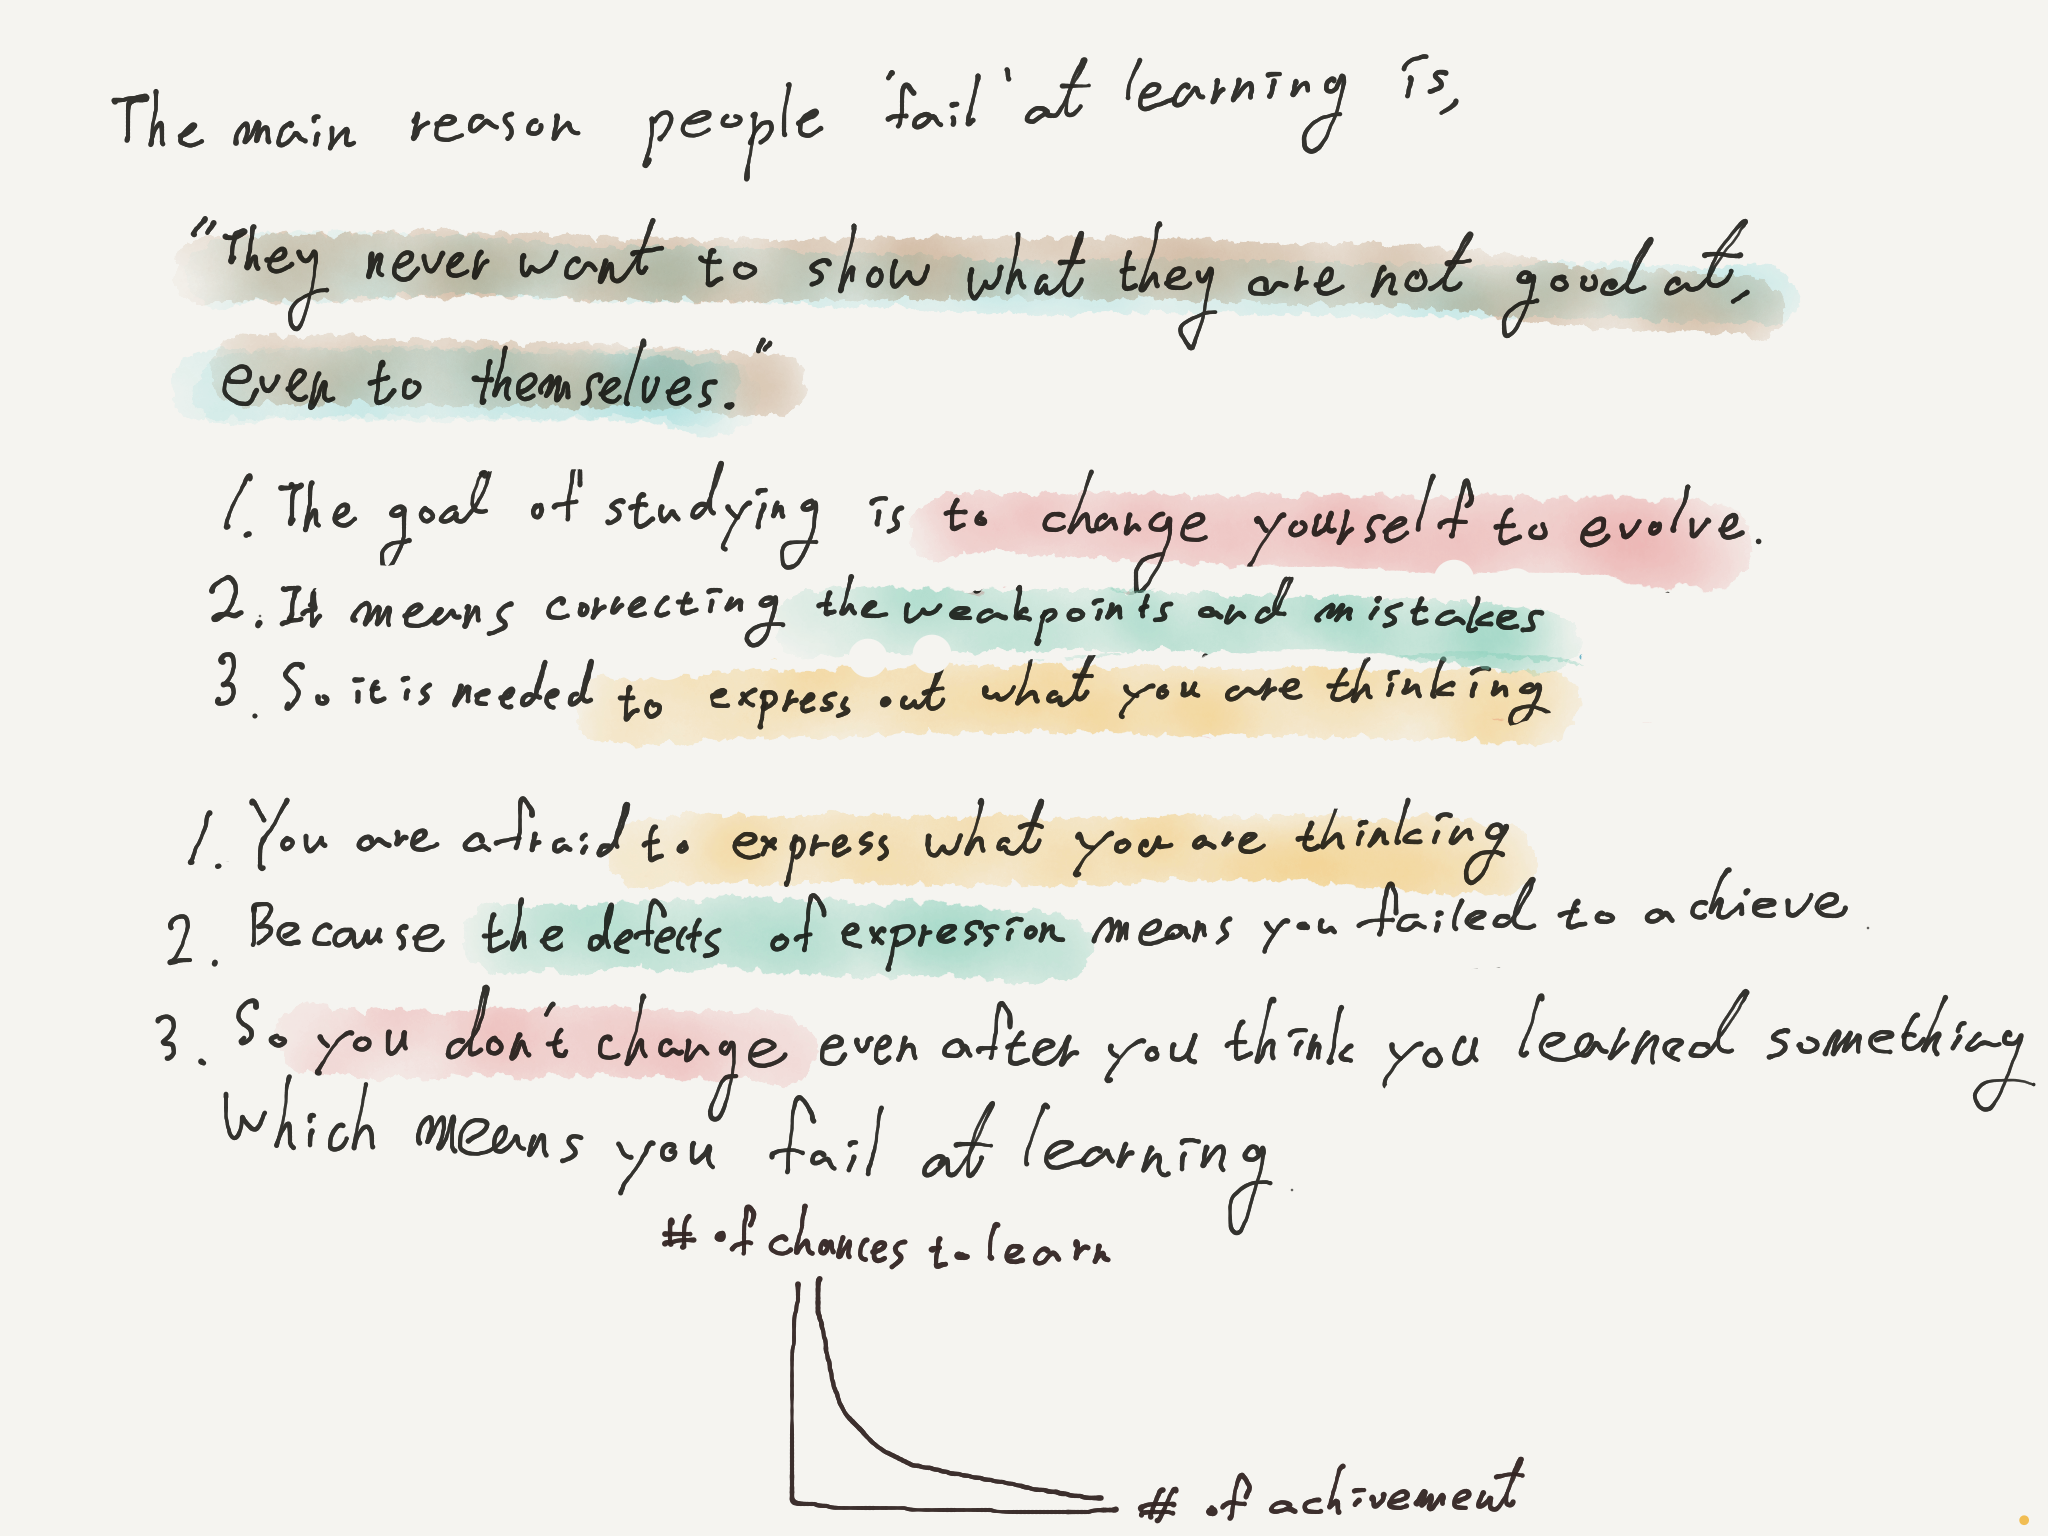 The main reason people 'fail' at learning is,
"They never want to show what they are not good at,
even to themselves."
1. The goal of studying is to change yourself to evolve.
2. It means correcting the weakpoints and mistakes
3. So it is needed to express out what you are thinking
1. You are afraid to express what you are thinking
2. Because the defects of expression means you failed to achieve.
3. So you don't change even after you think you learned something
Which means you fail at learning.
# of chances to learn
# of achivement